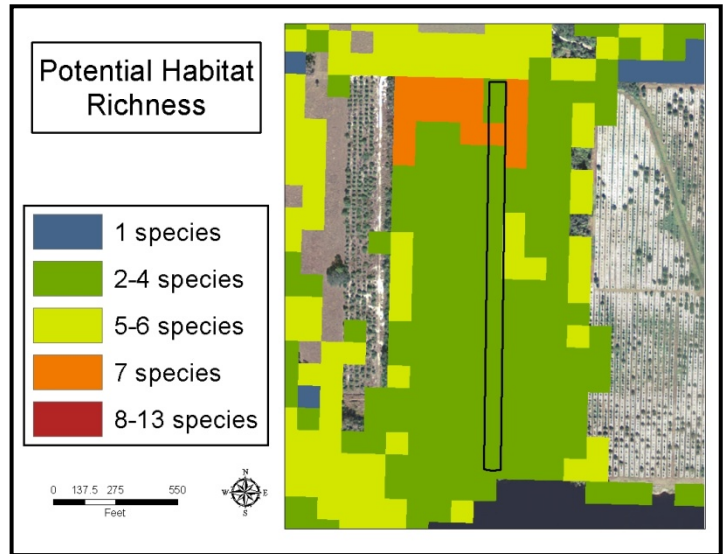 Potential Habitat
Richness
1 species
2-4 species
5-6 species
7 species
8-13 species
0 137.5 275 550
Feet
N
W E
S